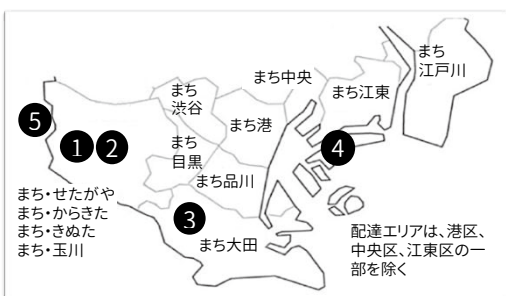 まち
江戸川
まち中央
まち江東
まち
渋谷
まち港
5
1
2
まち
目黒
4
まち品川
まち・せたがや
まち・からきた
まち・きぬた
まち・玉川
3
まち大田
配達エリアは、港区、
中央区、江東区の一
部を除く